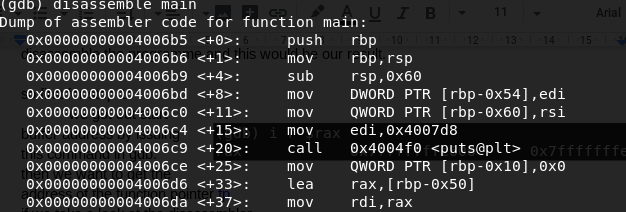 (gdb) disassemble main
Dump of assembler code for function main:
0x00000000004006b5 <+0>: push rbp
0x00000000004006b6 <+1>: mov rbp,rsp
0x00000000004006b9 <+4>: sub rsp,0x60
0x00000000004006bd <+8>: mov DWORD PTR [rbp-0x54],edi
0x00000000004006c0 <+11>: mov QWORD PTR [rbp-0x60],rsi
0x00000000004006c4 <+15>: mov edi,0x4007d8
0x00000000004006c9 <+20>: call 0x4004f0 <puts@plt>
0x00000000004006ce <+25>: mov QWORD PTR [rbp-0x10],0x0
0x00000000004006d6 <+33>: lea rax,[rbp-0x50]
0x00000000004006da <+37>: mov rdi,rax
11
Arial